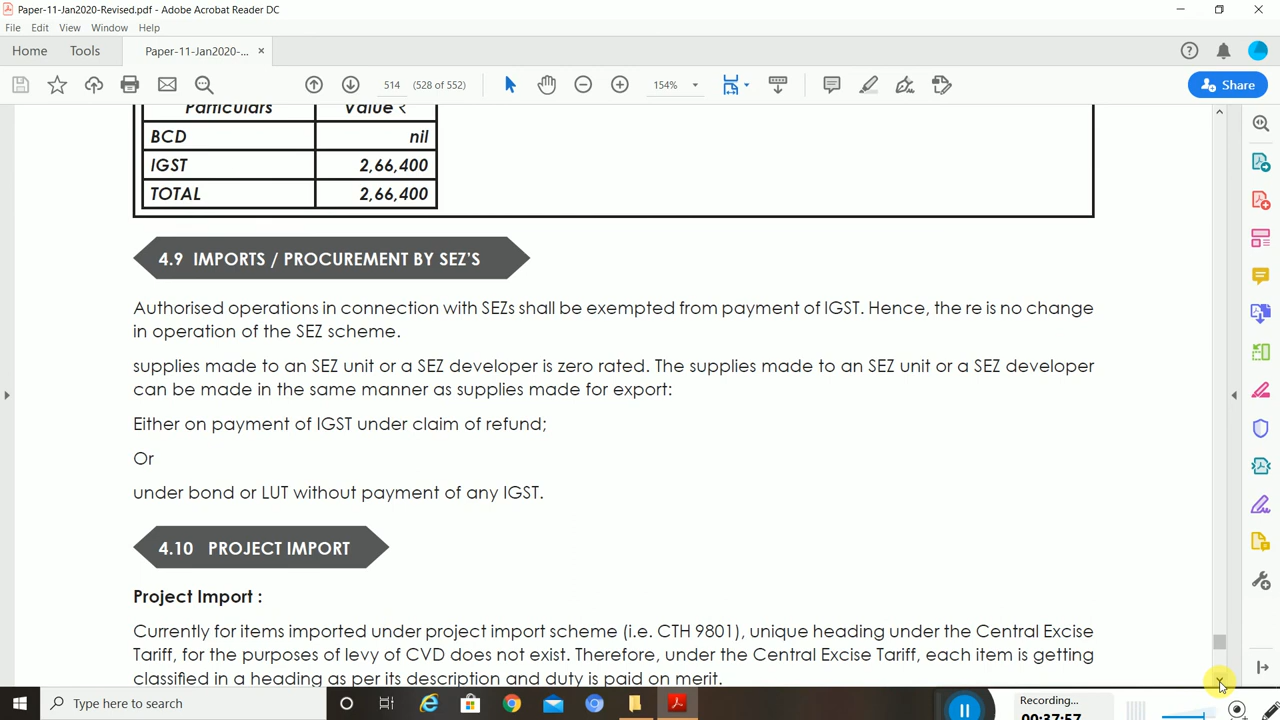 Paper-11-Jan2020-Revised.pdf - Adobe Acrobat Reader DC
File Edit View Window Help
Home Tools Paper-11-Jan2020-... ×
514 (528 of 552) 154% Share
Particulars Value ₹
BCD nil
IGST 2,66,400
TOTAL 2,66,400
4.9 IMPORTS / PROCUREMENT BY SEZ'S
Authorised operations in connection with SEZs shall be exempted from payment of IGST. Hence, the re is no change
in operation of the SEZ scheme.
supplies made to an SEZ unit or a SEZ developer is zero rated. The supplies made to an SEZ unit or a SEZ developer
can be made in the same manner as supplies made for export:
Either on payment of IGST under claim of refund;
Or
under bond or LUT without payment of any IGST.
4.10 PROJECT IMPORT
Project Import :
Currently for items imported under project import scheme (i.e. CTH 9801), unique heading under the Central Excise
Tariff, for the purposes of levy of CVD does not exist. Therefore, under the Central Excise Tariff, each item is getting
classified in a heading as per its description and duty is paid on merit.
Type here to search
Recording...
00:37:57